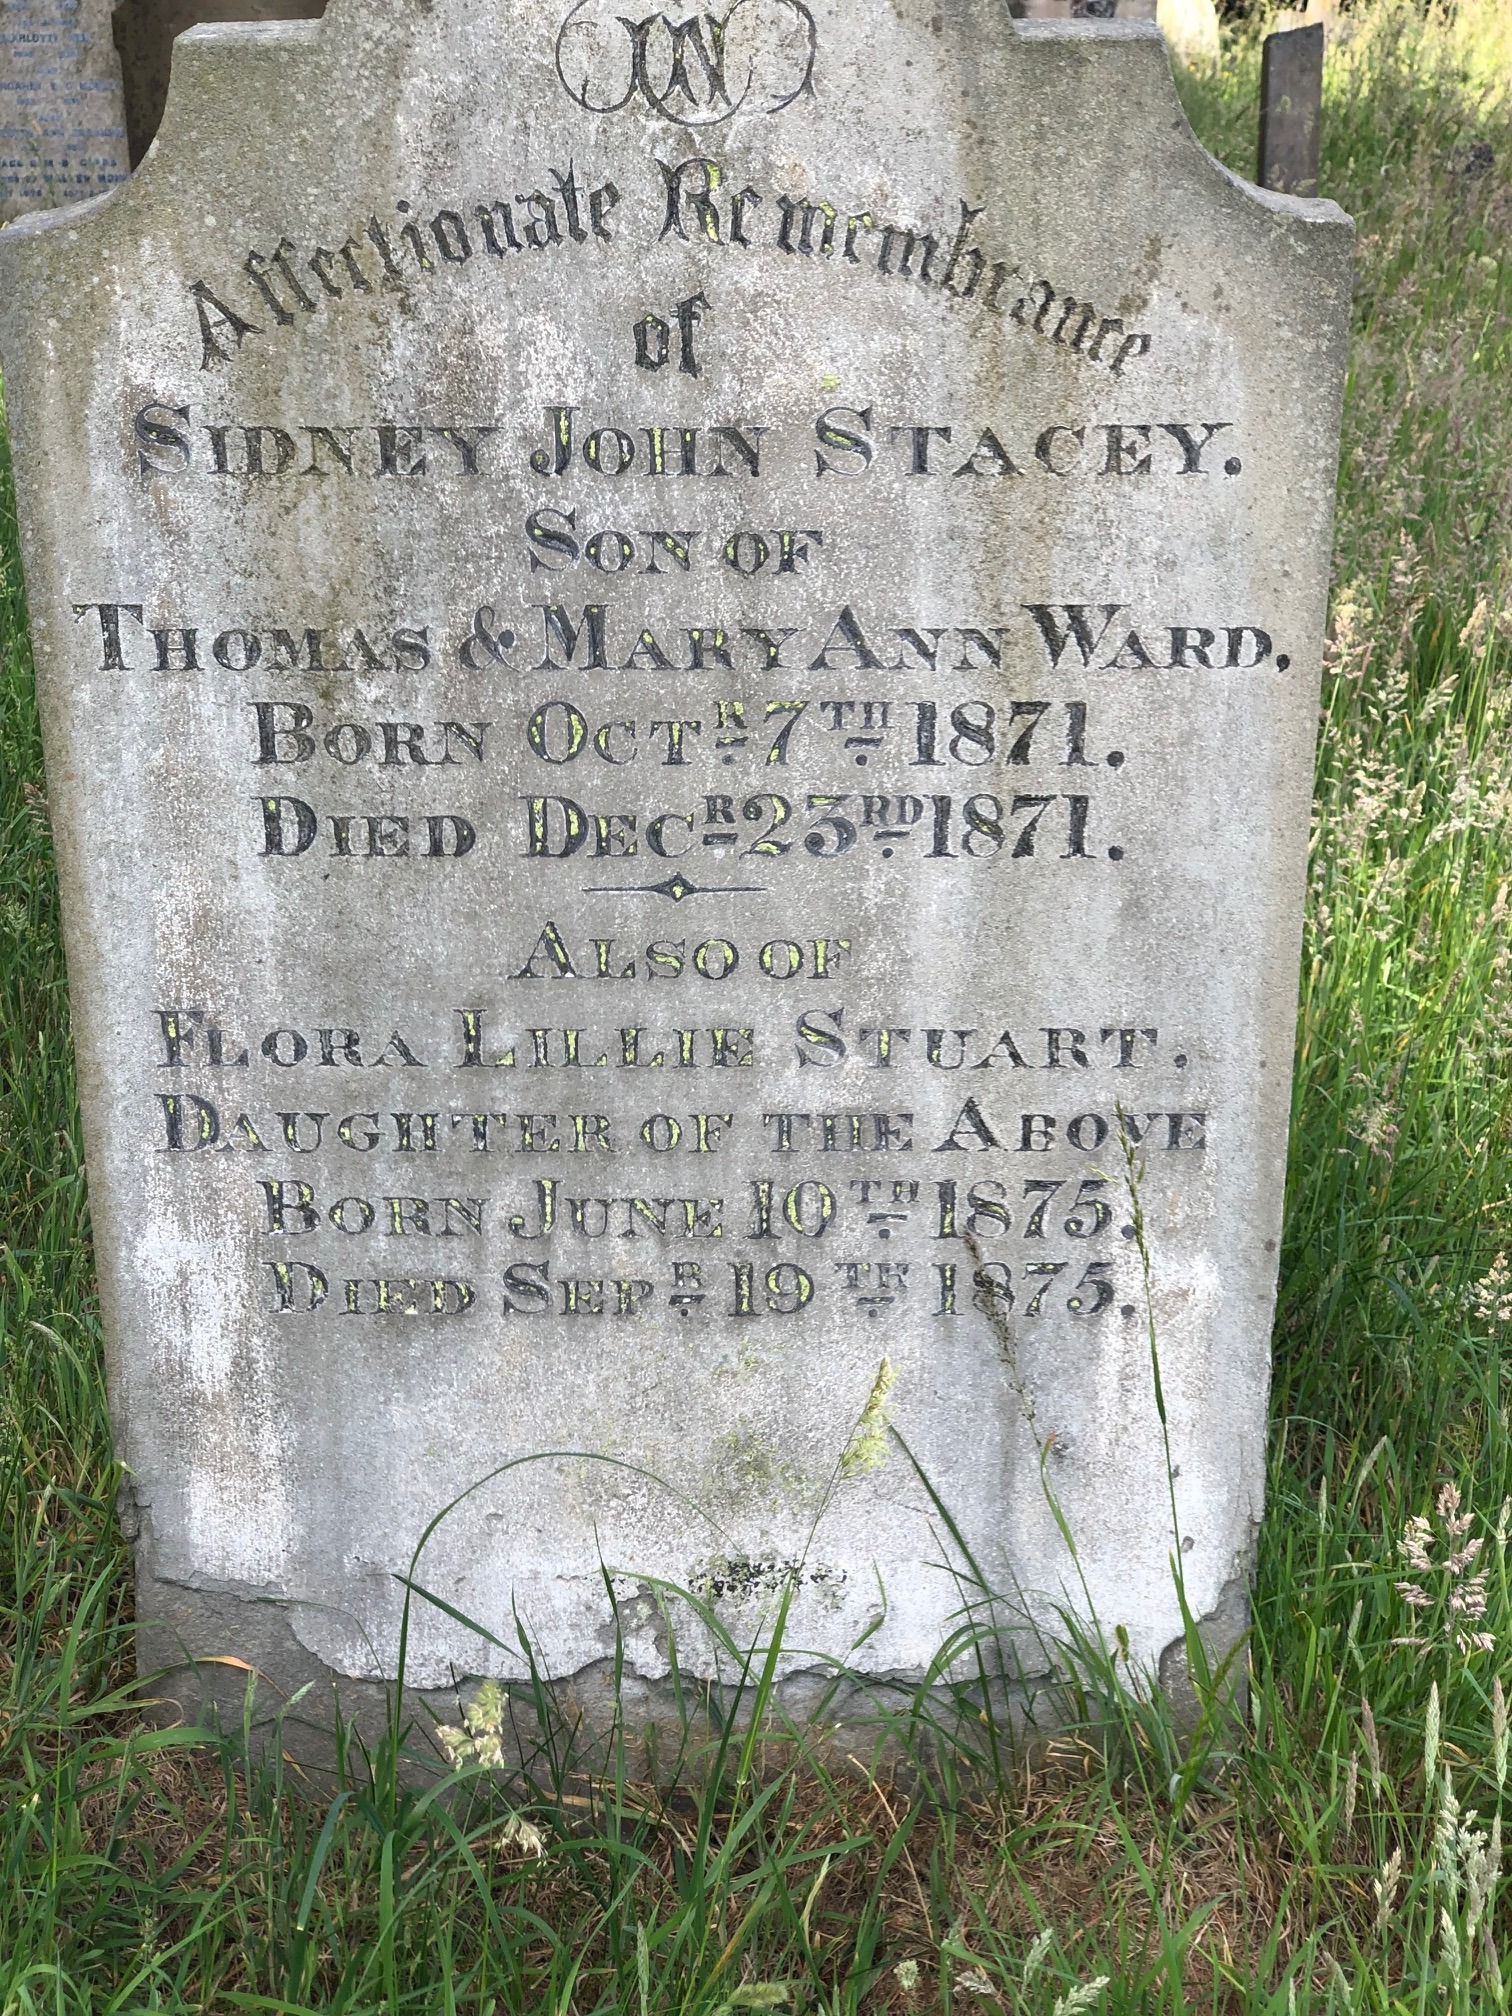 IN
Affectionate Remembrance
of
SIDNEY JOHN STACEY.
SON OF
THOMAS & MARY ANN WARD,
BORN OCTR 7TH 1871.
DIED DECR 23RD 1871.
ALSO OF
FLORA LILLIE STUART.
DAUGHTER OF THE ABOVE
BORN JUNE 10TH 1875.
DIED SEPR 19TH 1875.